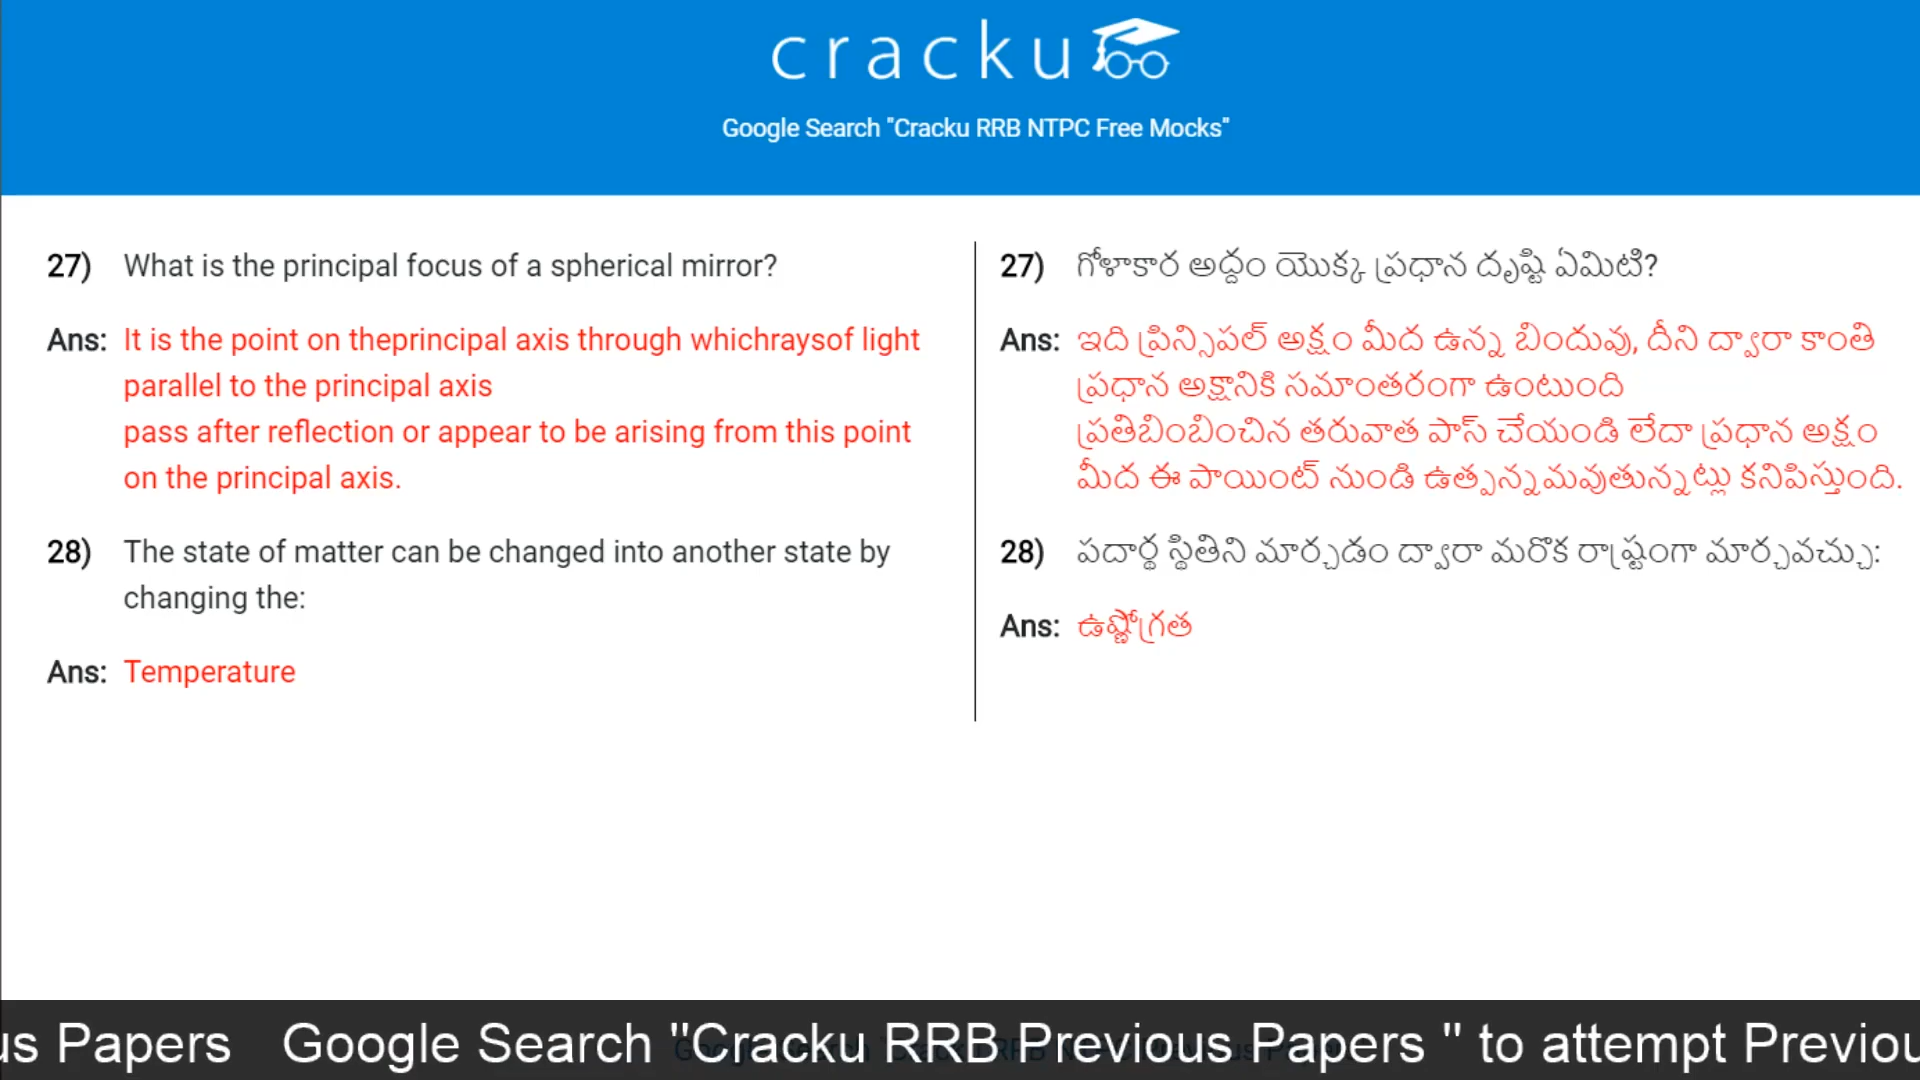 cracku
Google Search "Cracku RRB NTPC Free Mocks"
27) What is the principal focus of a spherical mirror?
Ans: It is the point on theprincipal axis through whichraysof light
parallel to the principal axis
pass after reflection or appear to be arising from this point
on the principal axis.
28) The state of matter can be changed into another state by
changing the:
Ans: Temperature
27) గోళాకార అద్దం యొక్క ప్రధాన దృష్టి ఏమిటి?
Ans: ఇది ప్రిన్సిపల్ అక్షం మీద ఉన్న బిందువు, దీని ద్వారా కాంతి
ప్రధాన అక్షానికి సమాంతరంగా ఉంటుంది
ప్రతిబింబించిన తరువాత పాస్ చేయండి లేదా ప్రధాన అక్షం
మీద ఈ పాయింట్ నుండి ఉత్పన్నమవుతున్నట్లు కనిపిస్తుంది.
28) పదార్థ స్థితిని మార్చడం ద్వారా మరొక రాష్ట్రంగా మార్చవచ్చు:
Ans: ఉష్ణోగ్రత
us Papers Google Search "Cracku RRB Previous Papers " to attempt Previou